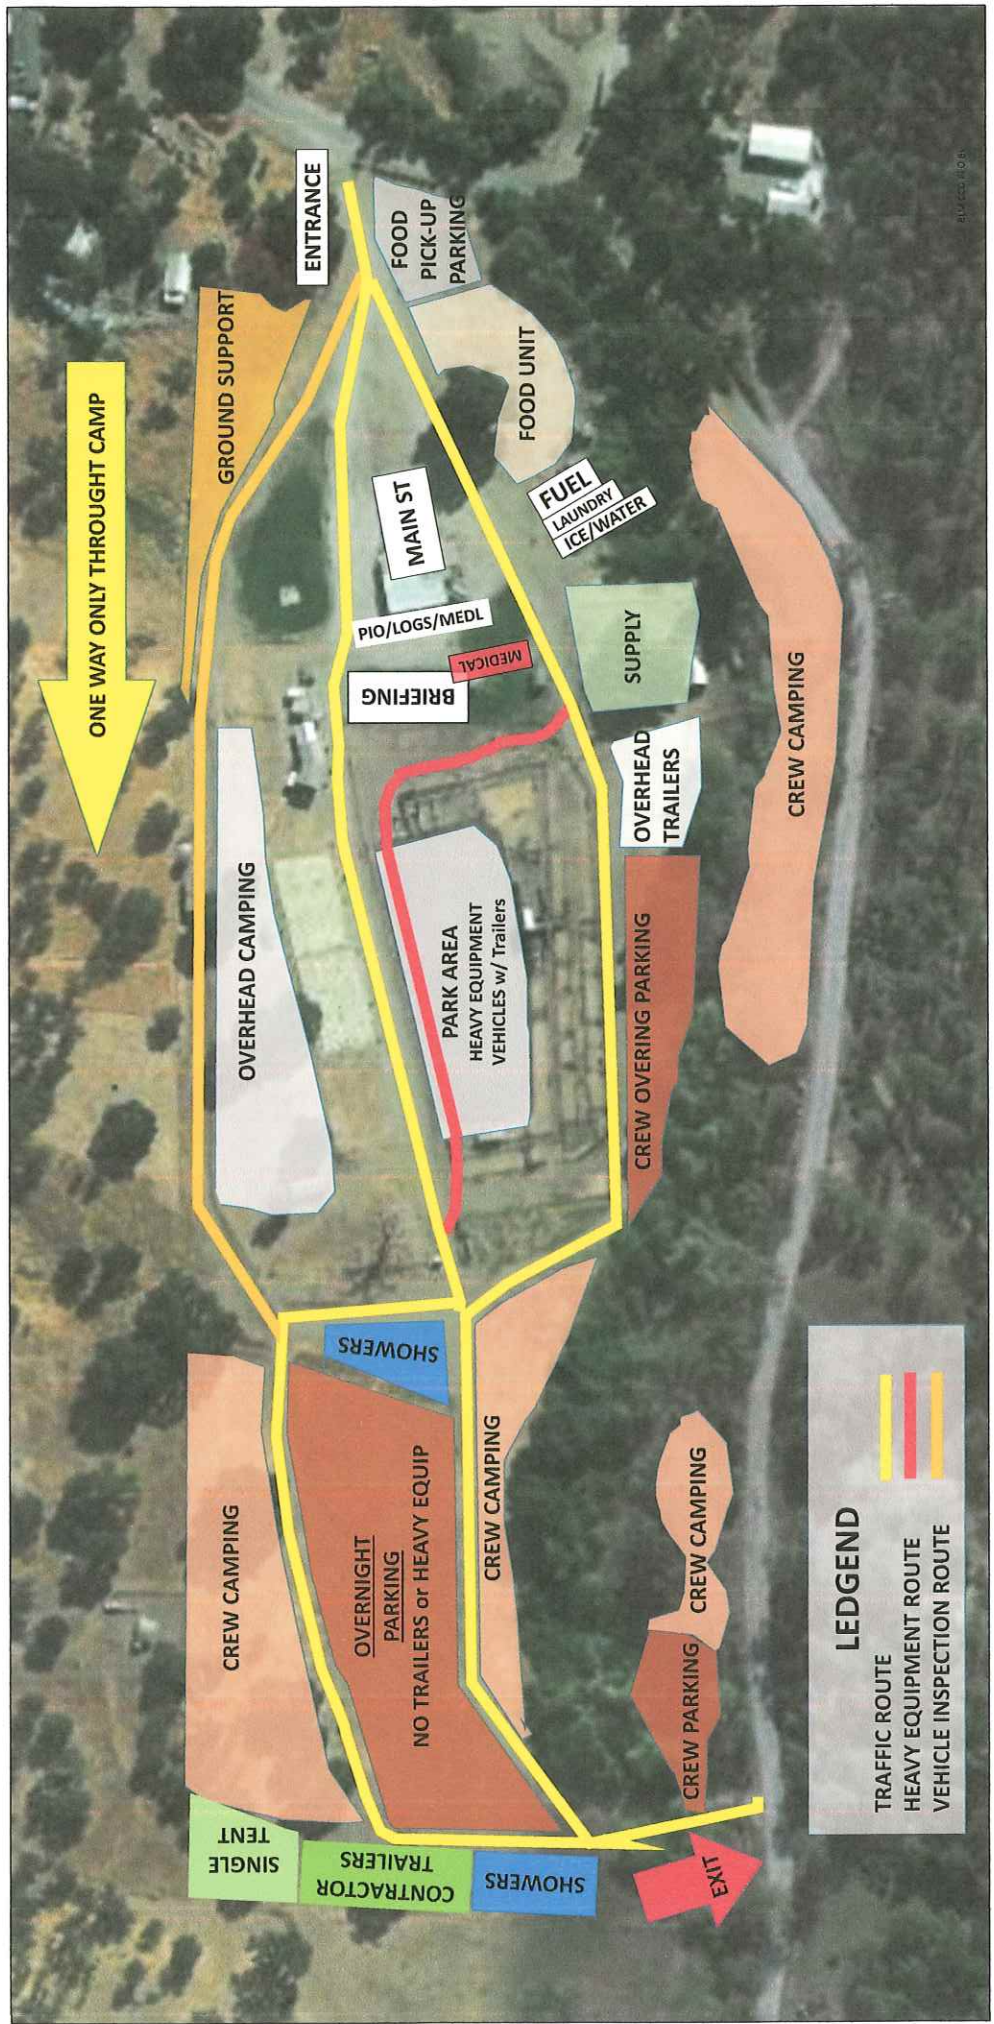 ENTRANCE
FOOD
PICK-UP
PARKING
GROUND SUPPORT
FOOD UNIT
ONE WAY ONLY THROUGHT CAMP
MAIN ST
FUEL
LAUNDRY
ICE/WATER
PIO/LOGS/MEDL
MEDICAL
BRIEFING
SUPPLY
CREW CAMPING
OVERHEAD
TRAILERS
OVERHEAD CAMPING
PARK AREA
HEAVY EQUIPMENT
VEHICLES w/ Trailers
CREW OVERING PARKING
SHOWERS
CREW CAMPING
OVERNIGHT
PARKING
NO TRAILERS or HEAVY EQUIP
CREW CAMPING
CREW CAMPING
CREW PARKING
SINGLE
TENT
CONTRACTOR
TRAILERS
SHOWERS
EXIT
LEDGEND
TRAFFIC ROUTE
HEAVY EQUIPMENT ROUTE
VEHICLE INSPECTION ROUTE